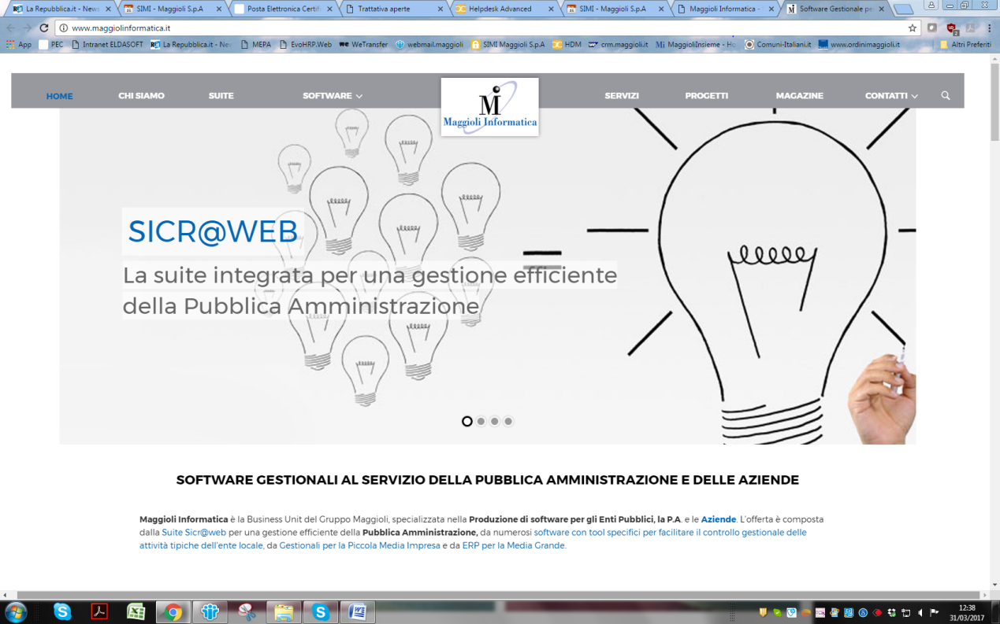 La Repubblica.it - News
SIMI - Maggioli S.p.A
Posta Elettronica Certifi
Trattativa aperte
Helpdesk Advanced
SIMI - Maggioli S.p.A
Maggioli Informatica -
Software Gestionale pe
www.maggiolinformatica.it
App
PEC
Intranet ELDASOFT
La Repubblica.it - Ne
MEPA
EvoHRP.Web
WeTransfer
webmail.maggioli
SIMI Maggioli S.p.A
HDM
crm.maggioli.it
MaggioliInsieme - Ho
Comuni-Italiani.it
www.ordinimaggioli.it
Altri Preferiti
HOME
CHI SIAMO
SUITE
SOFTWARE
Maggioli Informatica
SERVIZI
PROGETTI
MAGAZINE
CONTATTI
SICR@WEB
La suite integrata per una gestione efficiente
della Pubblica Amministrazione
SOFTWARE GESTIONALI AL SERVIZIO DELLA PUBBLICA AMMINISTRAZIONE E DELLE AZIENDE
Maggioli Informatica è la Business Unit del Gruppo Maggioli, specializzata nella Produzione di software per gli Enti Pubblici, la P.A. e le Aziende. L'offerta è composta
dalla Suite Sicr@web per una gestione efficiente della Pubblica Amministrazione, da numerosi software con tool specifici per facilitare il controllo gestionale delle
attività tipiche dell'ente locale, da Gestionali per la Piccola Media Impresa e da ERP per la Media Grande.
12:38
31/03/2017